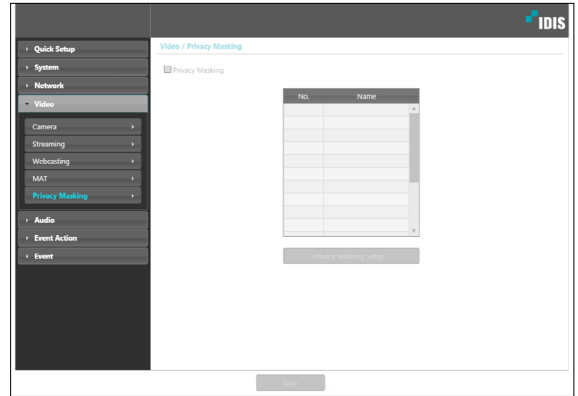 IDIS
Quick Setup
System
Network
Video
Camera
Streaming
Webcasting
MAT
Privacy Masking
Audio
Event Action
Event
Video / Privacy Masking
Privacy Masking
No. Name
Privacy Masking Setup...
Save